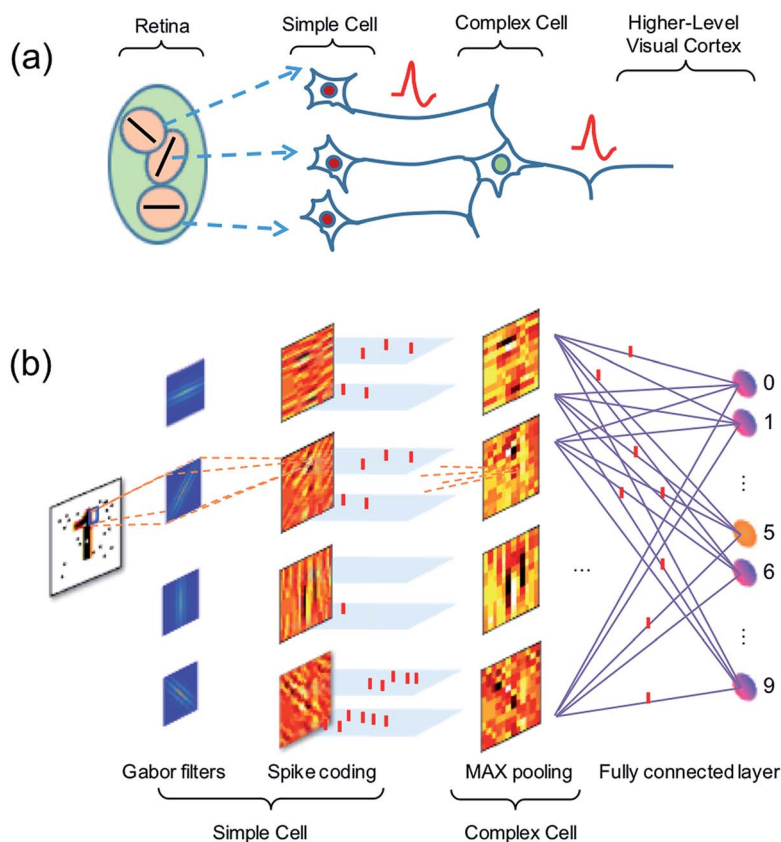 Retina
Simple Cell
Complex Cell
Higher-Level
Visual Cortex
(a)
(b)
1
0
1
⋮
5
6
...
⋮
9
Gabor filters
Spike coding
MAX pooling
Fully connected layer
Simple Cell
Complex Cell